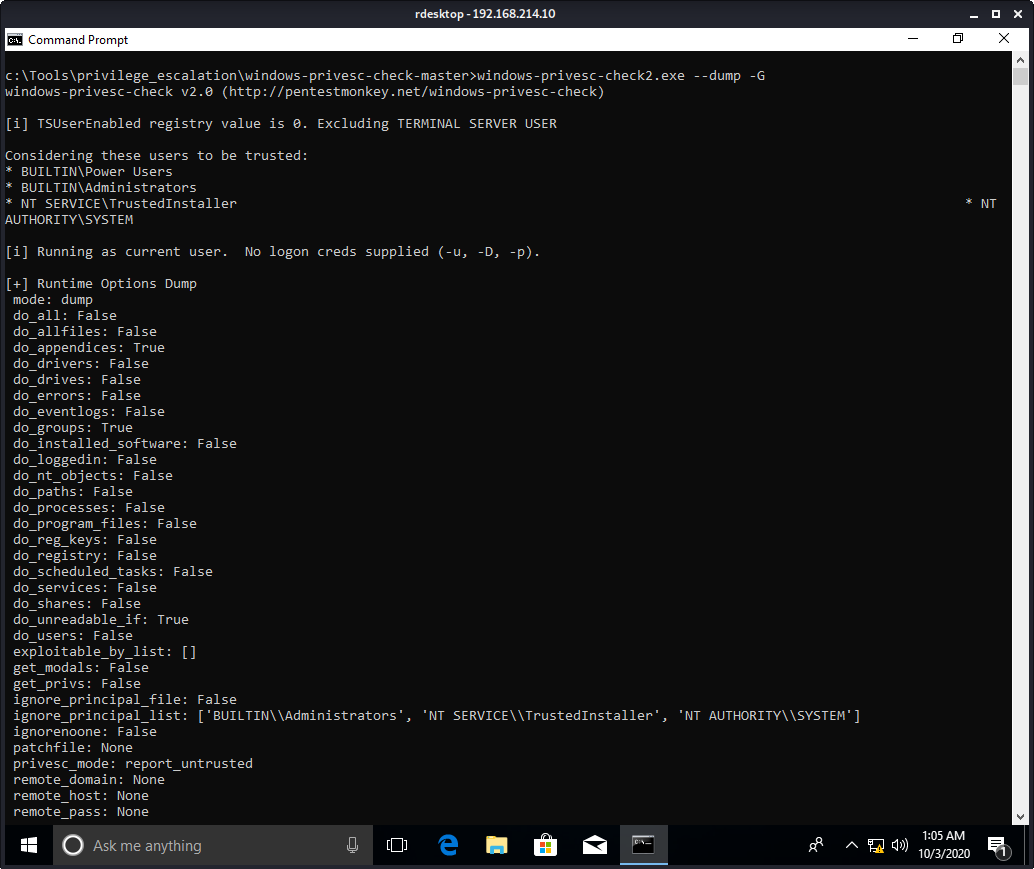 rdesktop - 192.168.214.10
Command Prompt
c:\Tools\privilege_escalation\windows-privesc-check-master>windows-privesc-check2.exe --dump -G
windows-privesc-check v2.0 (http://pentestmonkey.net/windows-privesc-check)
[i] TSUserEnabled registry value is 0. Excluding TERMINAL SERVER USER
Considering these users to be trusted:
* BUILTIN\Power Users
* BUILTIN\Administrators
* NT SERVICE\TrustedInstaller * NT
AUTHORITY\SYSTEM
[i] Running as current user.  No logon creds supplied (-u, -D, -p).
[+] Runtime Options Dump
mode: dump
do_all: False
do_allfiles: False
do_appendices: True
do_drivers: False
do_drives: False
do_errors: False
do_eventlogs: False
do_groups: True
do_installed_software: False
do_loggedin: False
do_nt_objects: False
do_paths: False
do_processes: False
do_program_files: False
do_reg_keys: False
do_registry: False
do_scheduled_tasks: False
do_services: False
do_shares: False
do_unreadable_if: True
do_users: False
exploitable_by_list: []
get_modals: False
get_privs: False
ignore_principal_file: False
ignore_principal_list: ['BUILTIN\\Administrators', 'NT SERVICE\\TrustedInstaller', 'NT AUTHORITY\\SYSTEM']
ignorenoone: False
patchfile: None
privesc_mode: report_untrusted
remote_domain: None
remote_host: None
remote_pass: None
Ask me anything
1:05 AM
10/3/2020
1